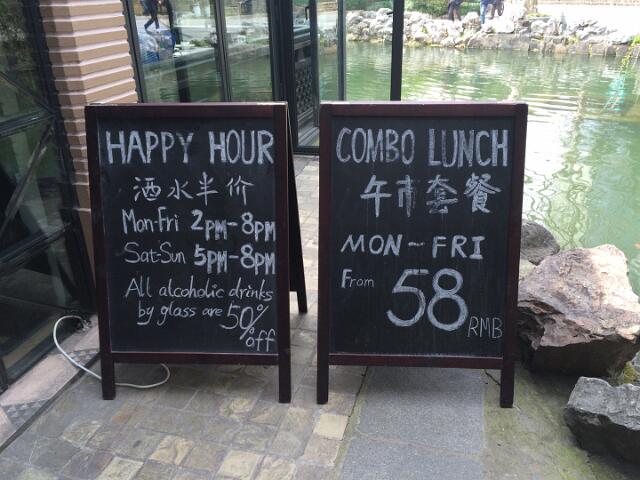 HAPPY HOUR
酒水半价
Mon-Fri 2PM-8PM
Sat-Sun 5PM-8PM
All alcoholic drinks
by glass are 50%
off
COMBO LUNCH
午市套餐
MON~FRI
From 58 RMB